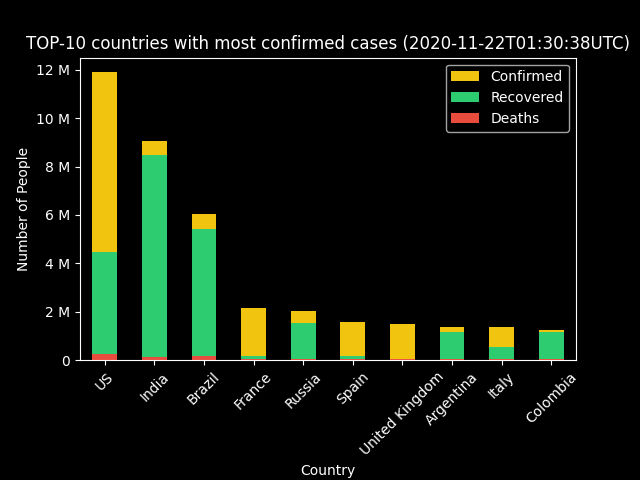 TOP-10 countries with most confirmed cases (2020-11-22T01:30:38UTC)
Confirmed
Recovered
Deaths
Number of People
12 M
10 M
8 M
6 M
4 M
2 M
0
US
India
Brazil
France
Russia
Spain
United Kingdom
Argentina
Italy
Colombia
Country